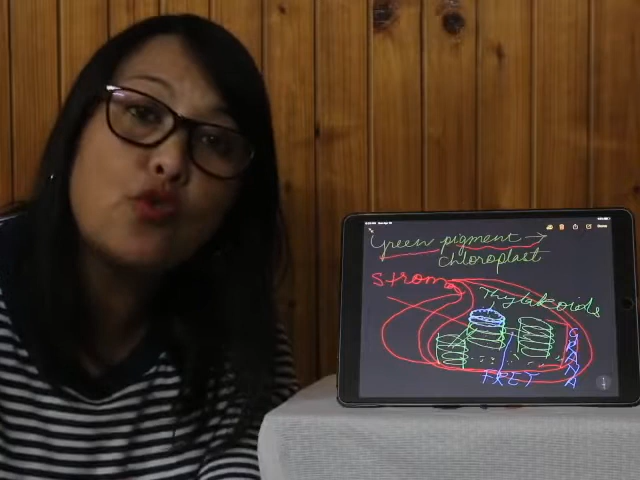 Green pigment →
chloroplast
Stroma
Thylakoids
GRANA
FRET